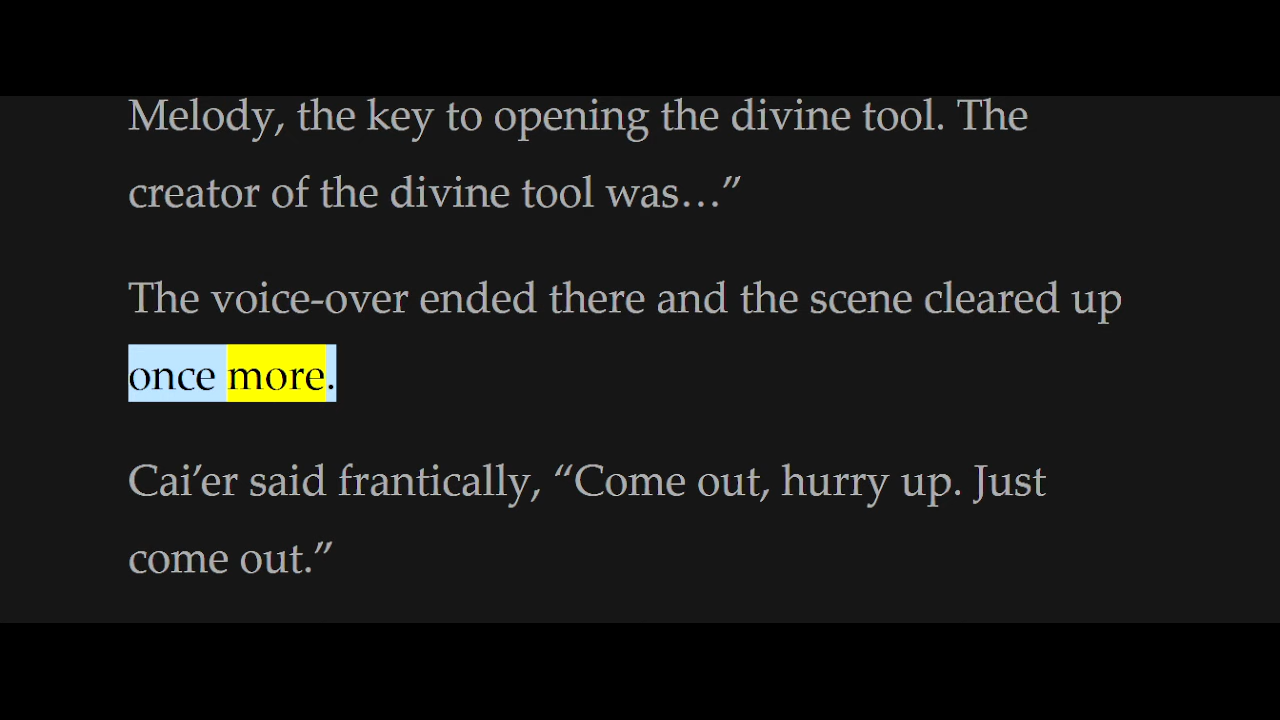 Melody, the key to opening the divine tool. The
creator of the divine tool was…”
The voice-over ended there and the scene cleared up
once more.
Cai’er said frantically, “Come out, hurry up. Just
come out.”